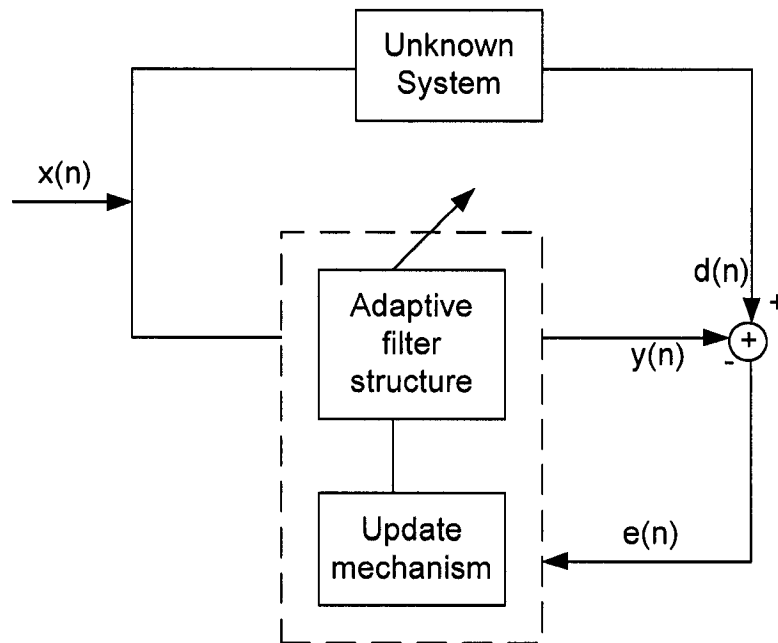 Unknown
System
x(n)
d(n)
+
Adaptive
filter
structure
+
-
y(n)
Update
mechanism
e(n)